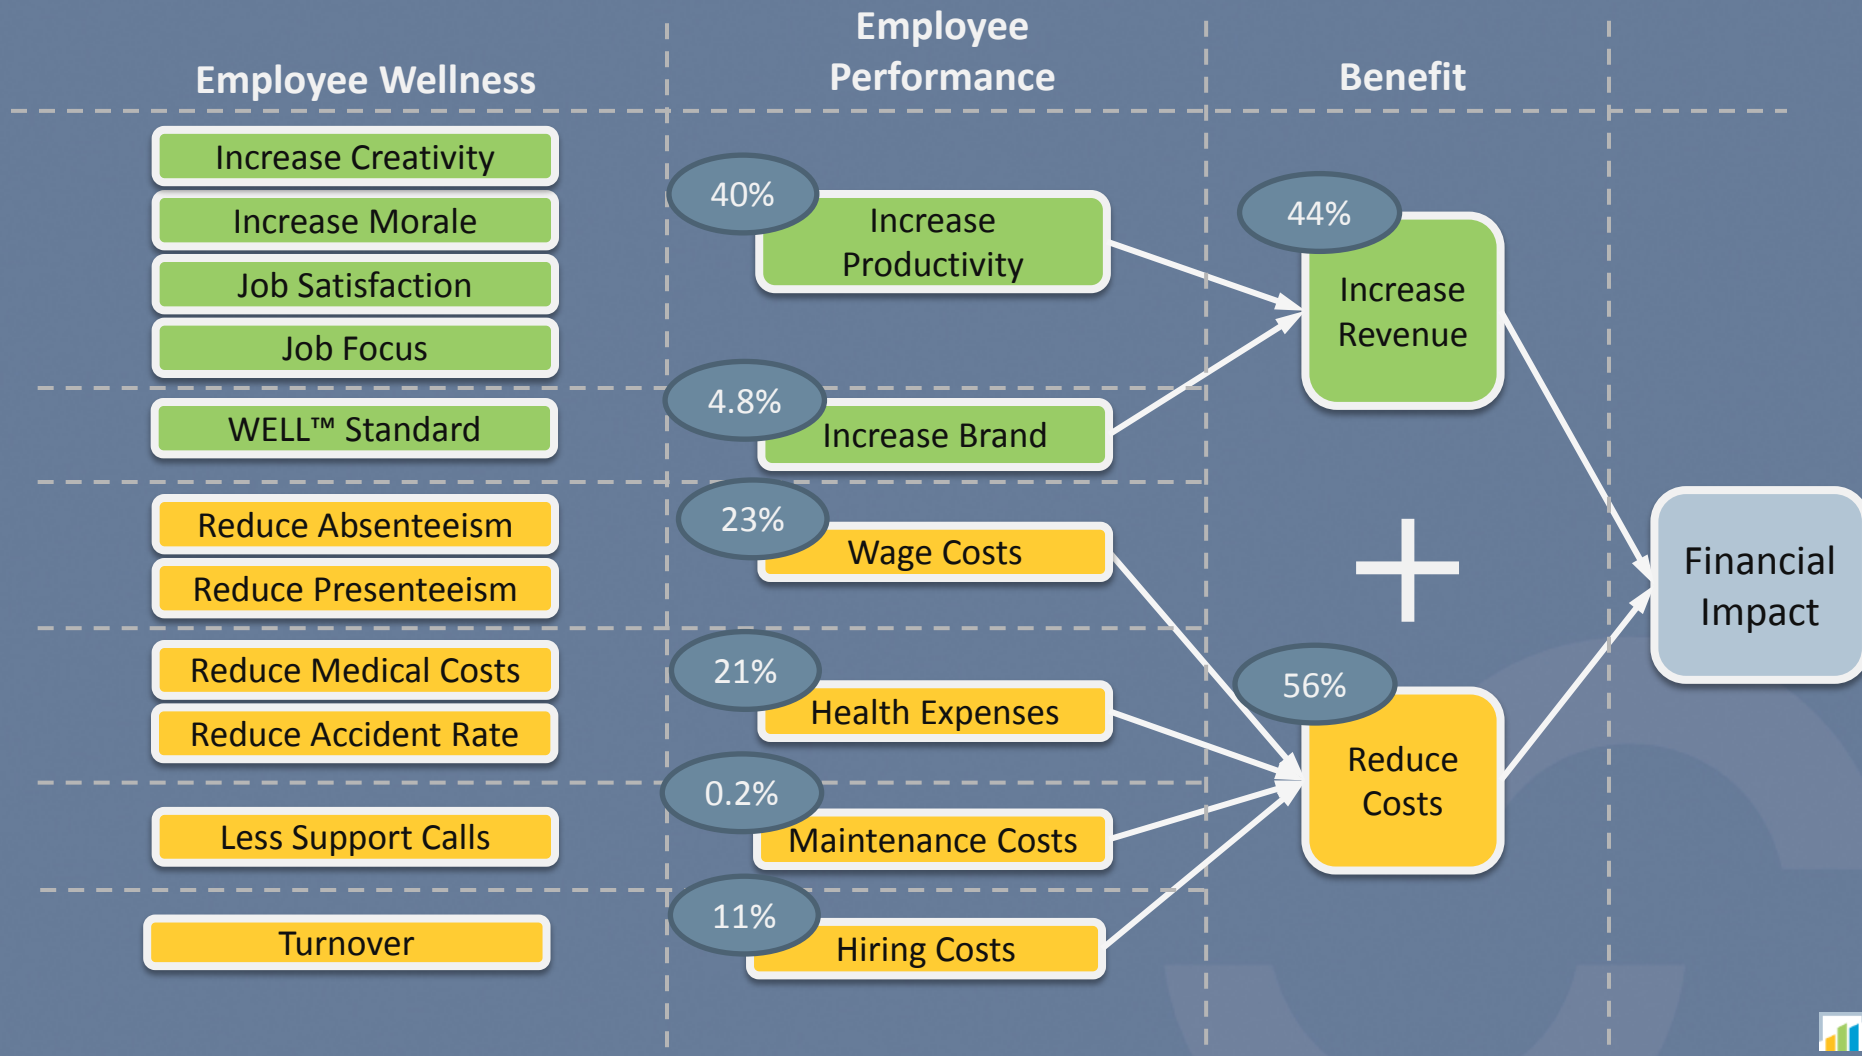 Employee Wellness
Employee
Performance
Benefit
Increase Creativity
Increase Morale
Job Satisfaction
Job Focus
40%
Increase
Productivity
44%
Increase
Revenue
WELL™ Standard
4.8%
Increase Brand
Reduce Absenteeism
Reduce Presenteeism
23%
Wage Costs
+
Financial
Impact
Reduce Medical Costs
Reduce Accident Rate
21%
Health Expenses
56%
Reduce
Costs
Less Support Calls
0.2%
Maintenance Costs
Turnover
11%
Hiring Costs